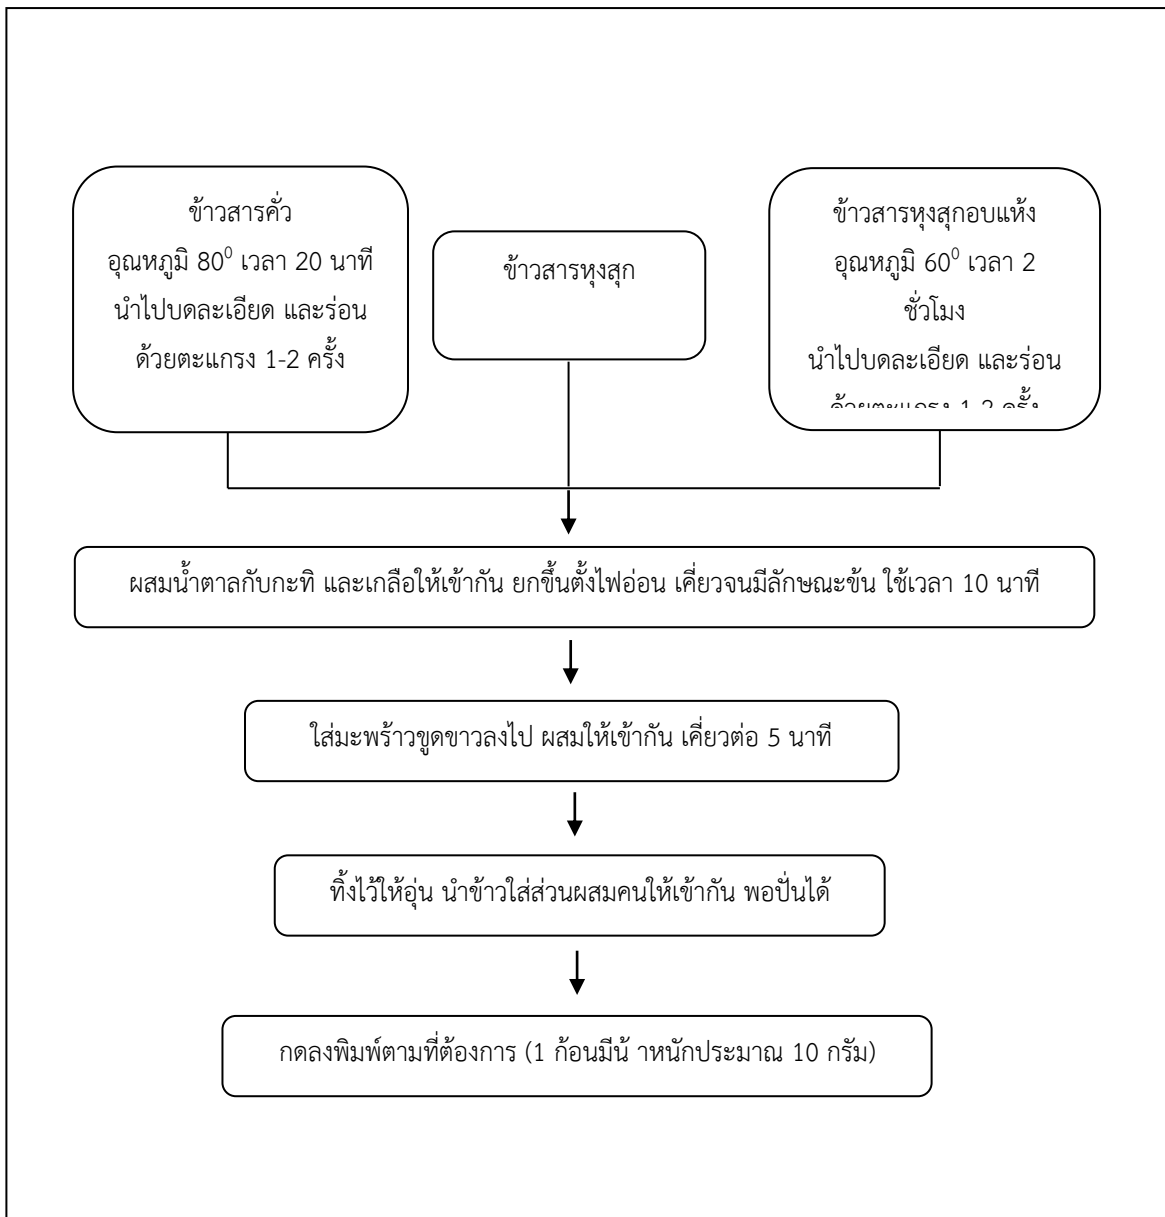 ข้าวสารคั่ว
อุณหภูมิ 80⁰ เวลา 20 นาที
นำไปบดละเอียด และร่อน
ด้วยตะแกรง 1-2 ครั้ง
ข้าวสารหุงสุก
ข้าวสารหุงสุกอบแห้ง
อุณหภูมิ 60⁰ เวลา 2
ชั่วโมง
นำไปบดละเอียด และร่อน
ด้วยตะแกรง 1-2 ครั้ง
ผสมน้ำตาลกับกะทิ และเกลือให้เข้ากัน ยกขึ้นตั้งไฟอ่อน เคี่ยวจนมีลักษณะข้น ใช้เวลา 10 นาที
ใส่มะพร้าวขูดขาวลงไป ผสมให้เข้ากัน เคี่ยวต่อ 5 นาที
ทิ้งไว้ให้อุ่น นำข้าวใส่ส่วนผสมคนให้เข้ากัน พอปั่นได้
กดลงพิมพ์ตามที่ต้องการ (1 ก้อนมีน้ าหนักประมาณ 10 กรัม)